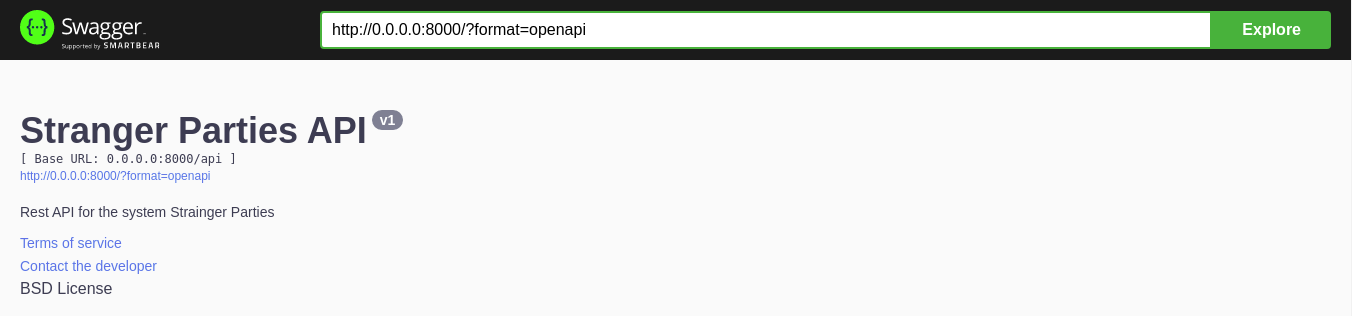 {...} Swagger
Supported by SMARTBEAR
http://0.0.0.0:8000/?format=openapi
Explore
Stranger Parties API v1
[ Base URL: 0.0.0.0:8000/api ]
http://0.0.0.0:8000/?format=openapi
Rest API for the system Strainger Parties
Terms of service
Contact the developer
BSD License